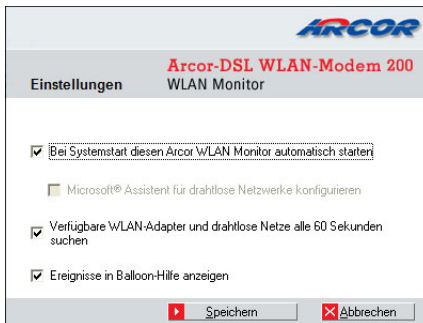 ARCOR
Arcor-DSL WLAN-Modem 200
Einstellungen WLAN Monitor
Bei Systemstart diesen Arcor WLAN Monitor automatisch starten
Microsoft® Assistent für drahtlose Netzwerke konfigurieren
Verfügbare WLAN-Adapter und drahtlose Netze alle 60 Sekunden
suchen
Ereignisse in Balloon-Hilfe anzeigen
Speichern Abbrechen